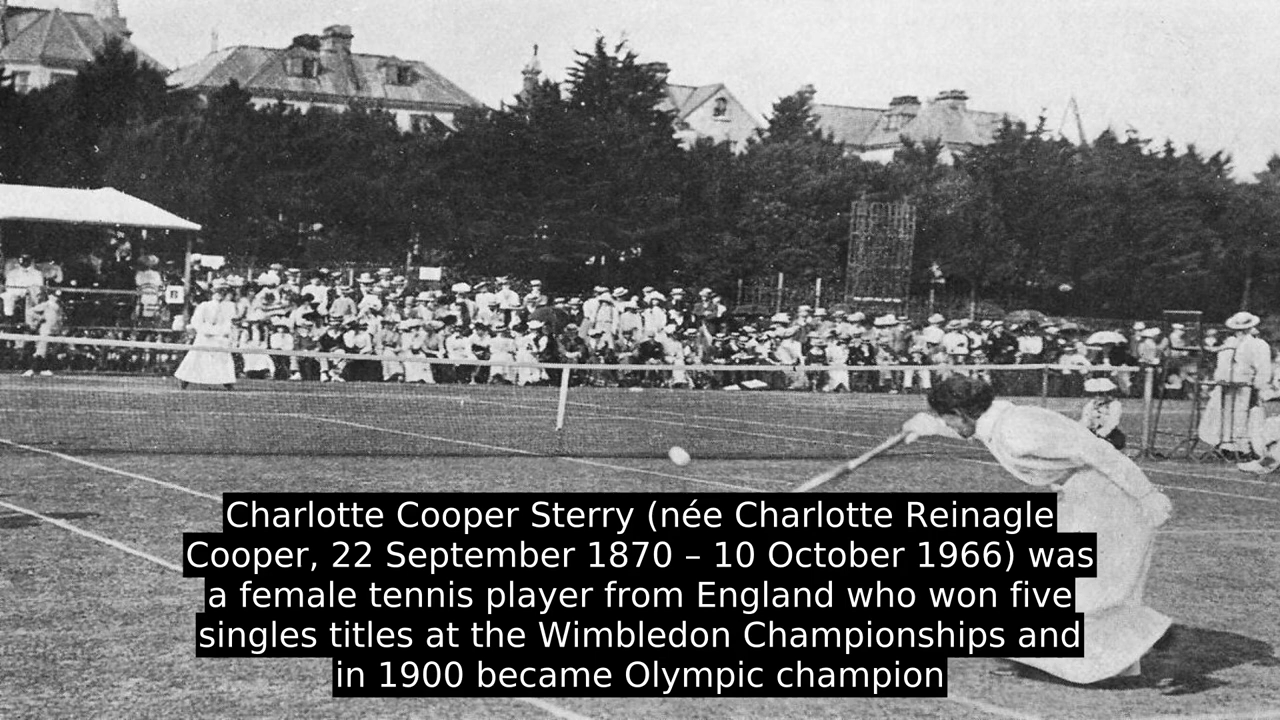 Charlotte Cooper Sterry (née Charlotte Reinagle
Cooper, 22 September 1870 – 10 October 1966) was
a female tennis player from England who won five
singles titles at the Wimbledon Championships and
in 1900 became Olympic champion